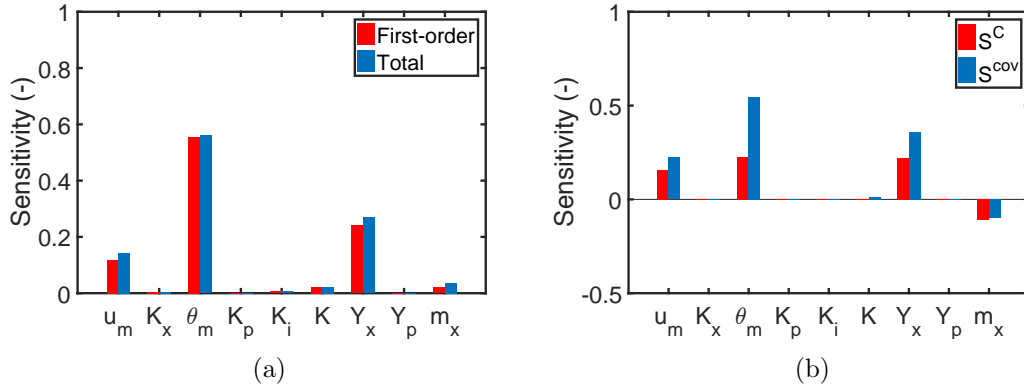 1
0.8
0.6
0.4
0.2
0
Sensitivity (-)
First-order
Total
u_m K_x θ_m K_p K_i K Y_x Y_p m_x
(a)
1
0.5
0
-0.5
Sensitivity (-)
S^C
S^cov
u_m K_x θ_m K_p K_i K Y_x Y_p m_x
(b)